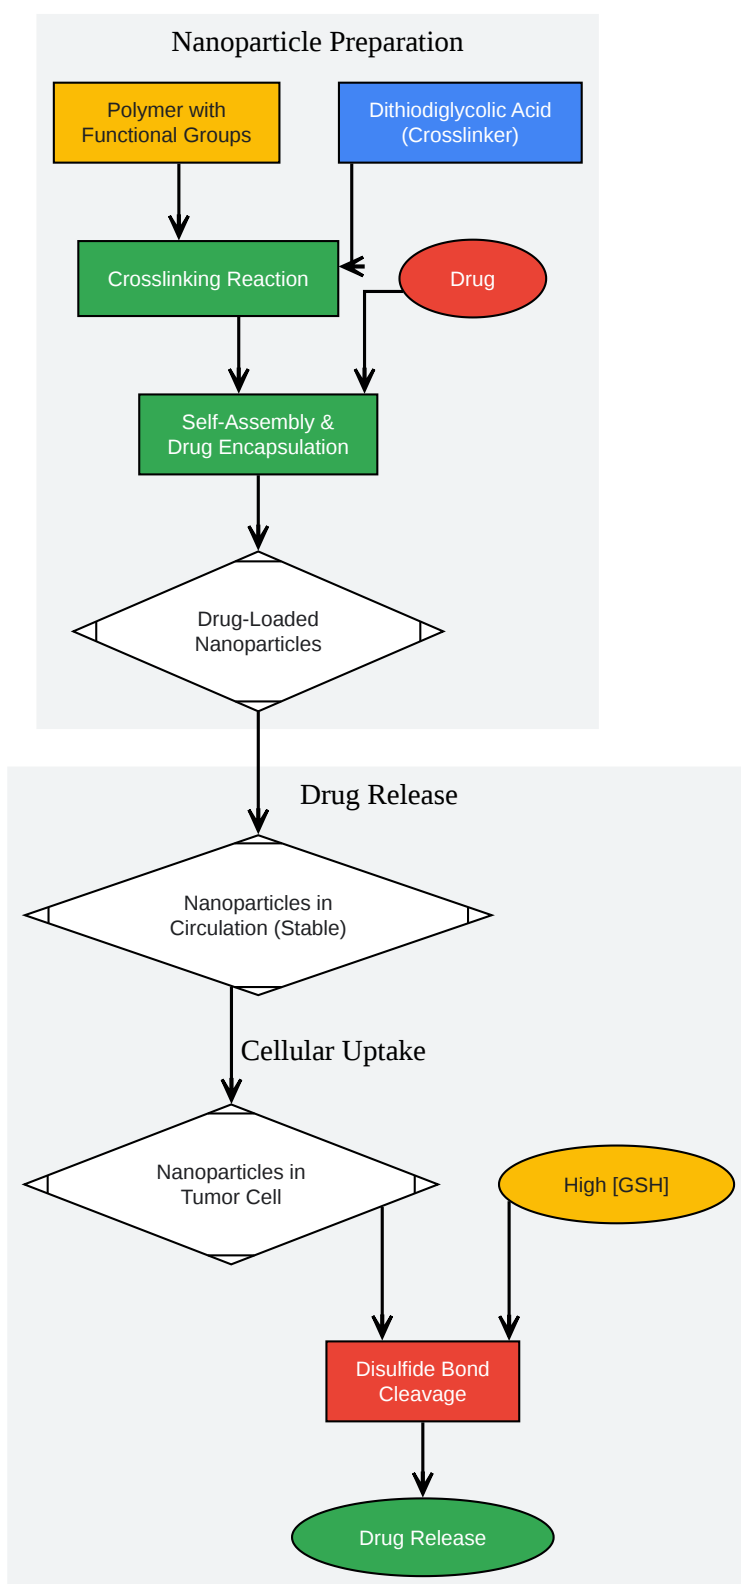 Nanoparticle Preparation
Polymer with
Functional Groups
Dithiodiglycolic Acid
(Crosslinker)
Crosslinking Reaction
Drug
Self-Assembly &
Drug Encapsulation
Drug-Loaded
Nanoparticles
Drug Release
Nanoparticles in
Circulation (Stable)
Cellular Uptake
Nanoparticles in
Tumor Cell
High [GSH]
Disulfide Bond
Cleavage
Drug Release